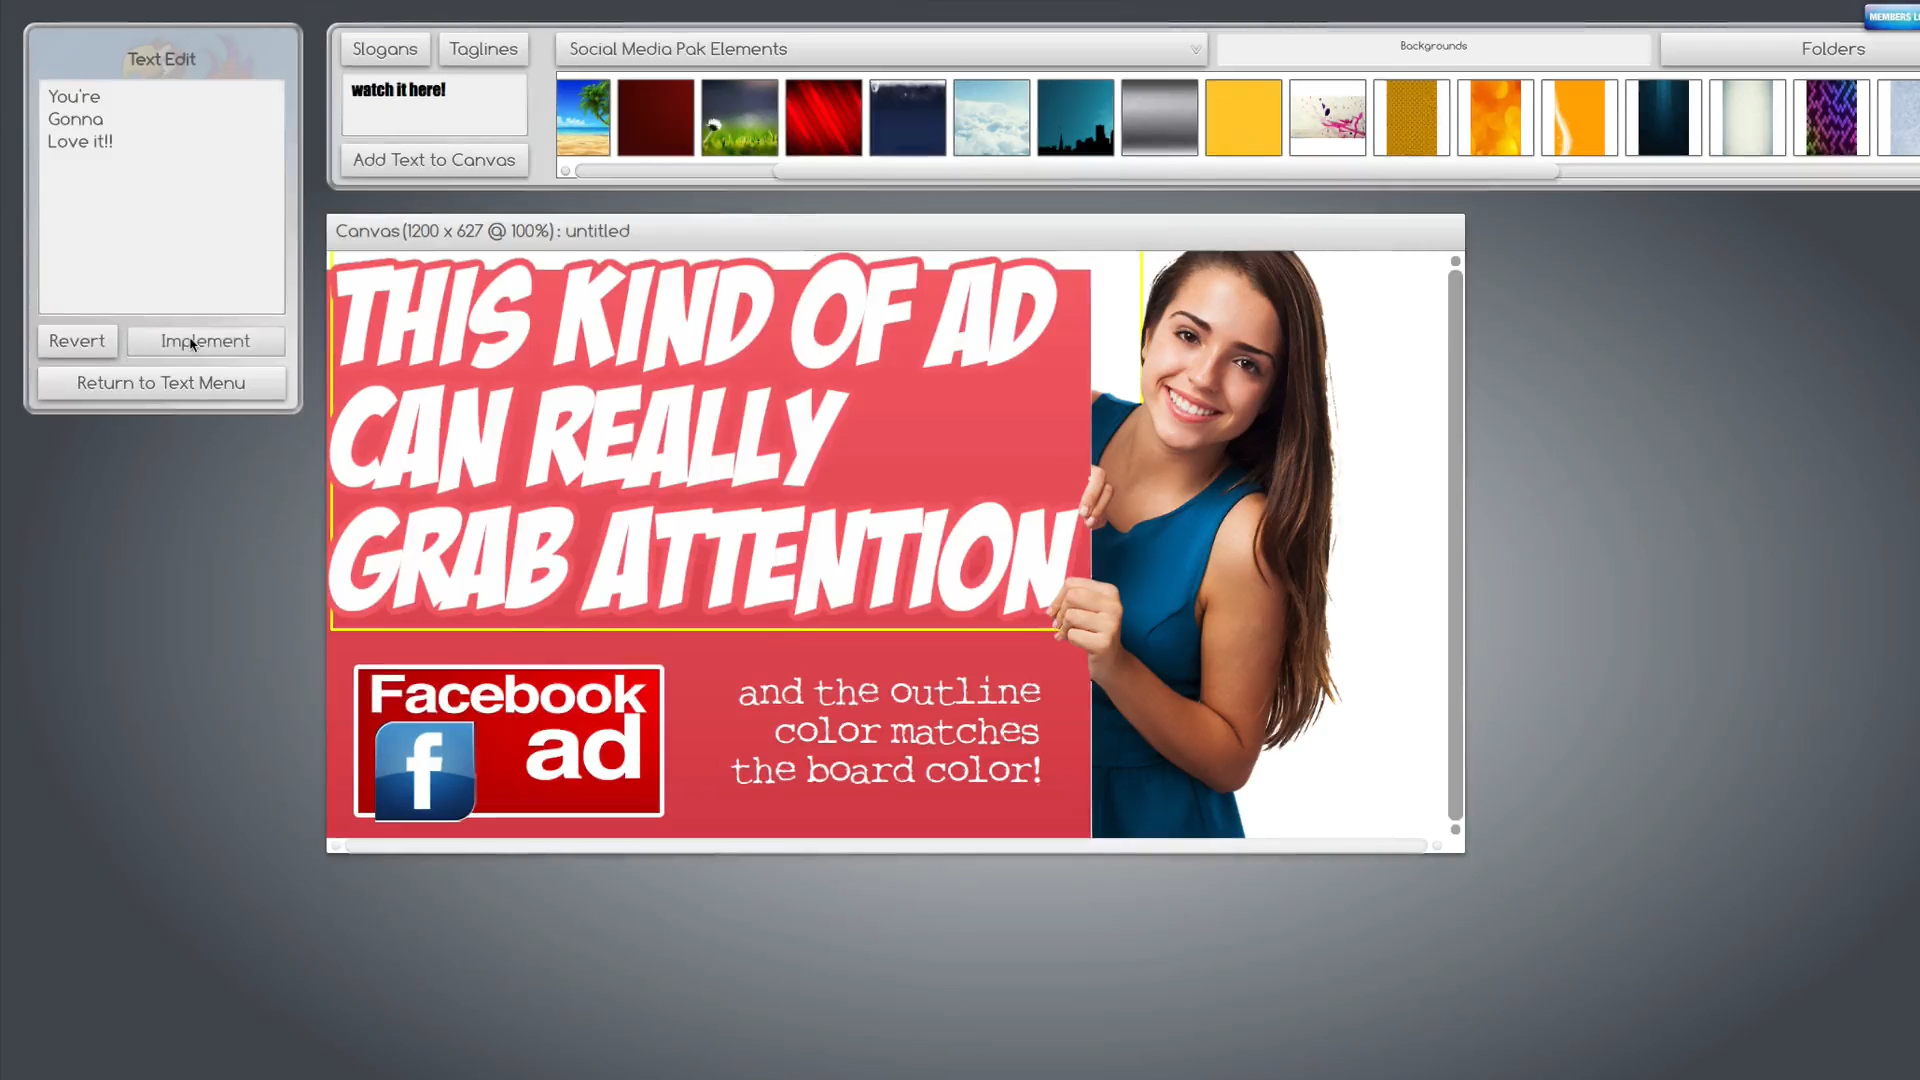 MEMBERS
Text Edit
You're
Gonna
Love it!!
Revert
Implement
Return to Text Menu
Slogans
Taglines
watch it here!
Add Text to Canvas
Social Media Pak Elements
Backgrounds
Folders
Canvas (1200 x 627 @ 100%) : untitled
THIS KIND OF AD
CAN REALLY
GRAB ATTENTION
Facebook
ad
f
and the outline
color matches
the board color!